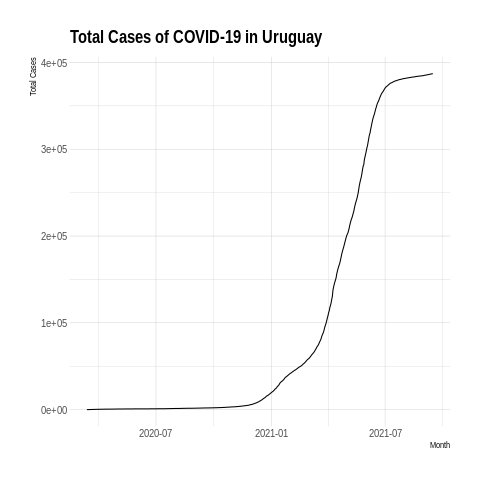 Total Cases of COVID-19 in Uruguay
Total Cases
4e+05
3e+05
2e+05
1e+05
0e+00
2020-07
2021-01
2021-07
Month